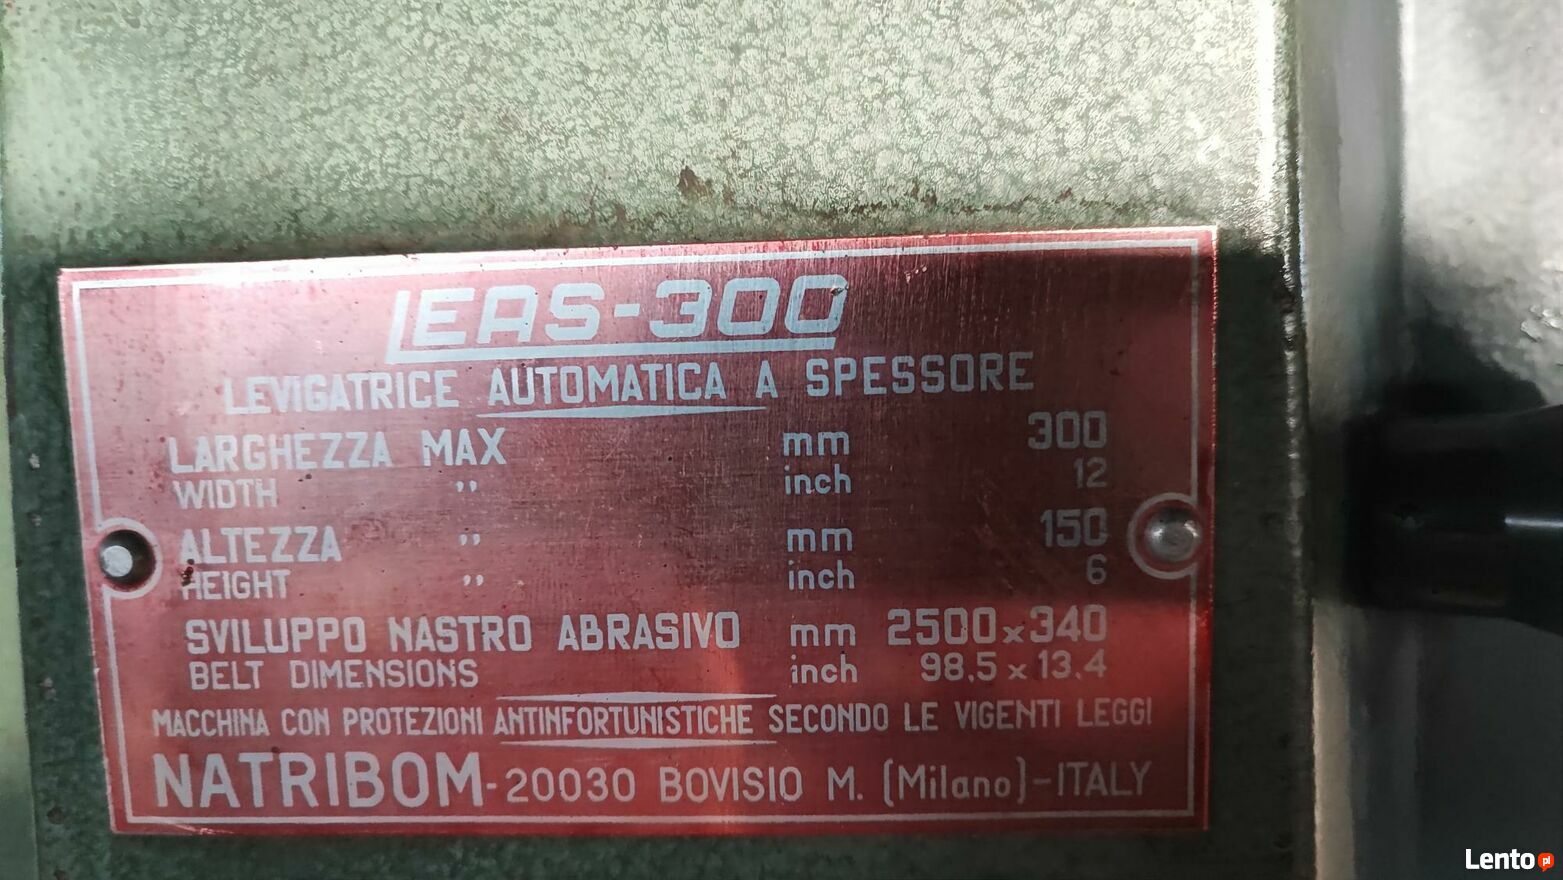 LEAS-300
LEVIGATRICE AUTOMATICA A SPESSORE
LARGHEZZA MAX mm 300
WIDTH " inch 12
ALTEZZA " mm 150
HEIGHT " inch 6
SVILUPPO NASTRO ABRASIVO mm 2500x340
BELT DIMENSIONS inch 98.5x13.4
MACCHINA CON PROTEZIONI ANTINFORTUNISTICHE SECONDO LE VIGENTI LEGGI
NATRIBOM-20030 BOVISIO M. (Milano)-ITALY
Lento pl